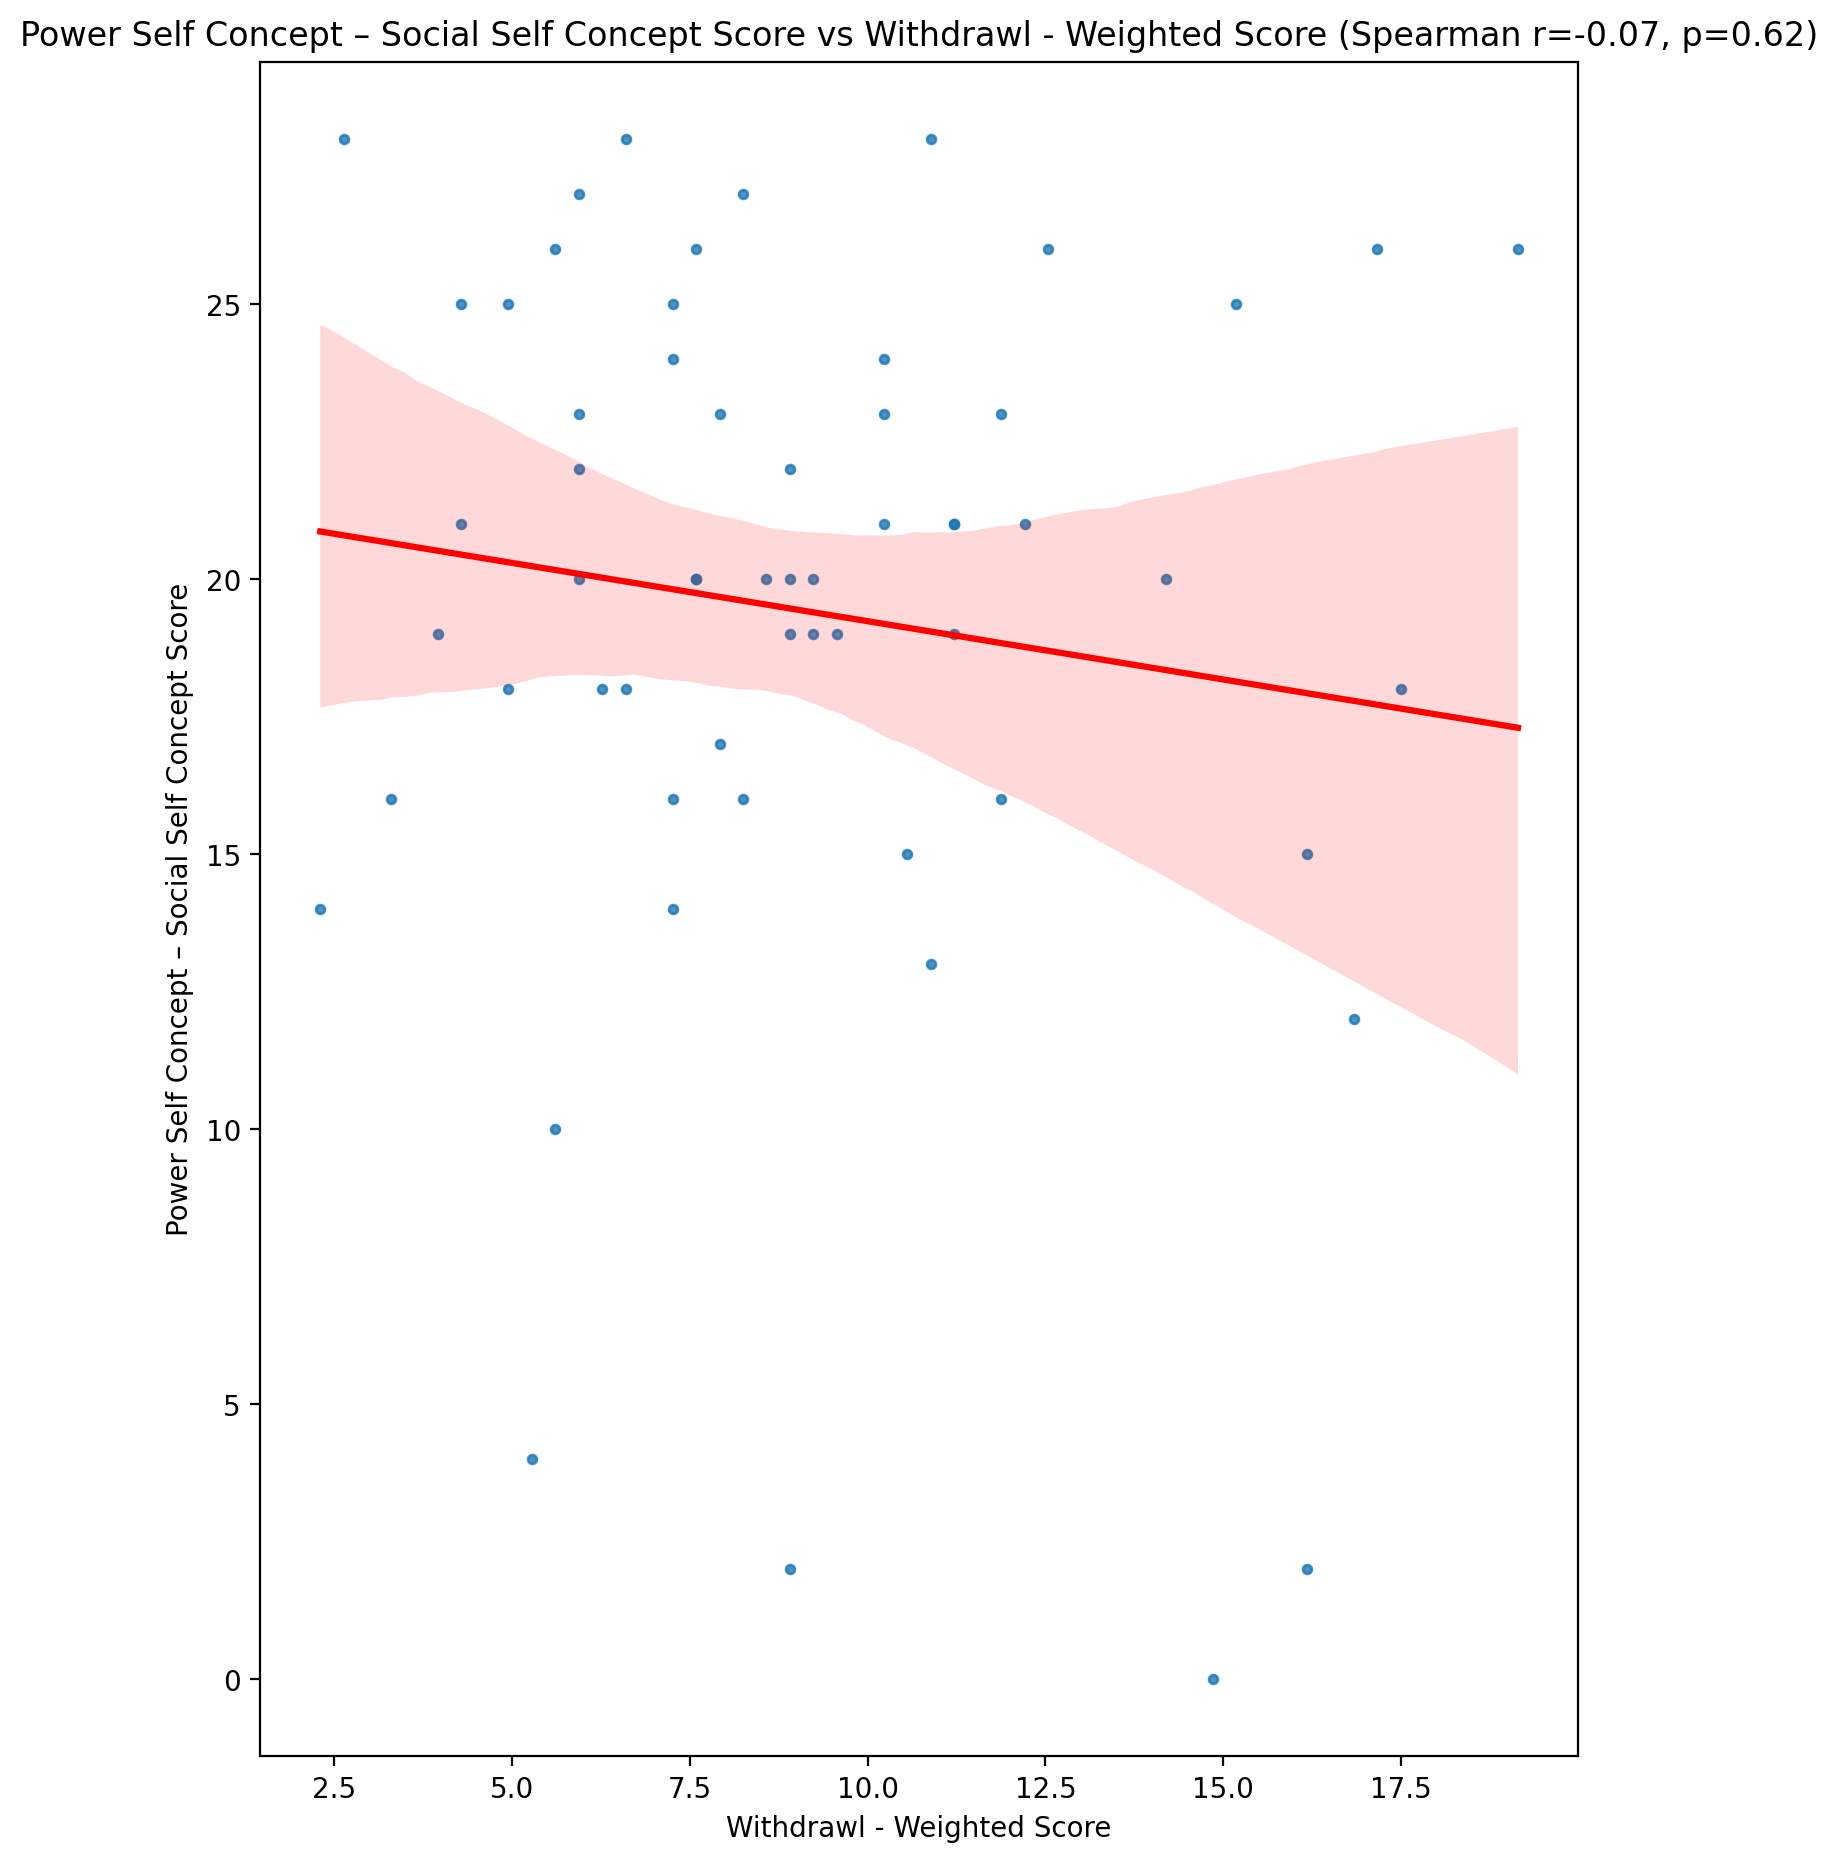 Power Self Concept – Social Self Concept Score vs Withdrawl - Weighted Score (Spearman r=-0.07, p=0.62)
Power Self Concept – Social Self Concept Score
25
20
15
10
5
0
2.5 5.0 7.5 10.0 12.5 15.0 17.5
Withdrawl - Weighted Score